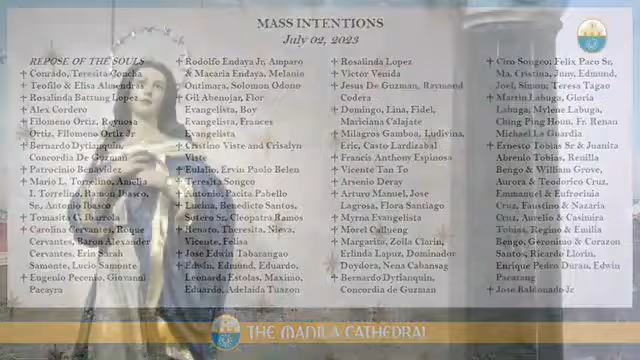 MASS INTENTIONS
July 02, 2023
REPOSE OF THE SOULS
✝ Conrado, Teresita Concha
✝ Teofilo & Elisa Almendras
✝ Rosalinda Battung Lopez
✝ Alex Cordero
✝ Filomeno Ortiz, Reynosa
Ortiz, Filomeno Ortiz Jr
✝ Bernardo Dytianquin,
Concordia De Guzman
✝ Patrocinio Benavidez
✝ Mario L. Torrelino, Amelia
I. Torrelino, Ramon Ibasco,
Sr., Antonio Ibasco
✝ Tomasita C. Ibarrola
✝ Carolina Cervantes, Roque
Cervantes, Baron Alexander
Cervantes, Erin Sarah
Samonte, Lucio Samonte
✝ Eugenio Pecenio, Giovanni
Pacayra
✝ Rodolfo Endaya Jr, Amparo
& Macaria Endaya, Melanio
Ontimara, Solomon Odono
✝ Gil Abenojar, Flor
Evangelista, Boy
Evangelista, Frances
Evangelista
✝ Cristino Viste and Crisalyn
Viste
✝ Eulalio, Ervin Paolo Belen
✝ Teresita Songco
✝ Antonio, Pacita Pabello
✝ Lucina, Benedicto Santos,
Sotero Sr, Cleopatra Ramos
✝ Renato, Theresita, Nieva,
Vicente, Felisa
✝ Jose Edwin Tabarangao
✝ Edwin, Edmund, Eduardo,
Leonarda Estolas, Maximo,
Eduardo, Adelaida Tuazon
✝ Rosalinda Lopez
✝ Victor Venida
✝ Jesus De Guzman, Raymond
Codera
✝ Domingo, Lina, Fidel,
Mariciana Calajate
✝ Milagros Gamboa, Ludivina,
Eric, Casto Lardizabal
✝ Francis Anthony Espinosa
✝ Vicente Tan To
✝ Arsenio Deray
✝ Arturo Manuel, Jose
Lagrosa, Flora Santiago
✝ Myrna Evangelista
✝ Morel Callueng
✝ Margarito, Zoila Clarin,
Erlinda Lapuz, Dominador
Doydora, Nena Cabansag
✝ Bernardo Dytianquin,
Concordia de Guzman
✝ Ciro Songco, Felix Paco Sr,
Ma. Cristina, Jimy, Edmund,
Joel, Simon, Teresa Tagao
✝ Martin Labuga, Gloria
Labuga, Mylene Labuga,
Ching Ping Houn, Fr. Renan
Michael La Guardia
✝ Ernesto Tobias Sr & Juanita
Abrenio Tobias, Renilla
Bengo & William Grove,
Aurora & Teodorico Cruz,
Emmanuel & Eufrocinia
Cruz, Faustino & Nazaria
Cruz, Aurelio & Casimira
Tobias, Regino & Emilia
Bengo, Geronimo & Corazon
Santos, Ricardo Llorin,
Enrique Pedro Duran, Edwin
Pacatang
✝ Jose Baldonado Jr
THE MANILA CATHEDRAL